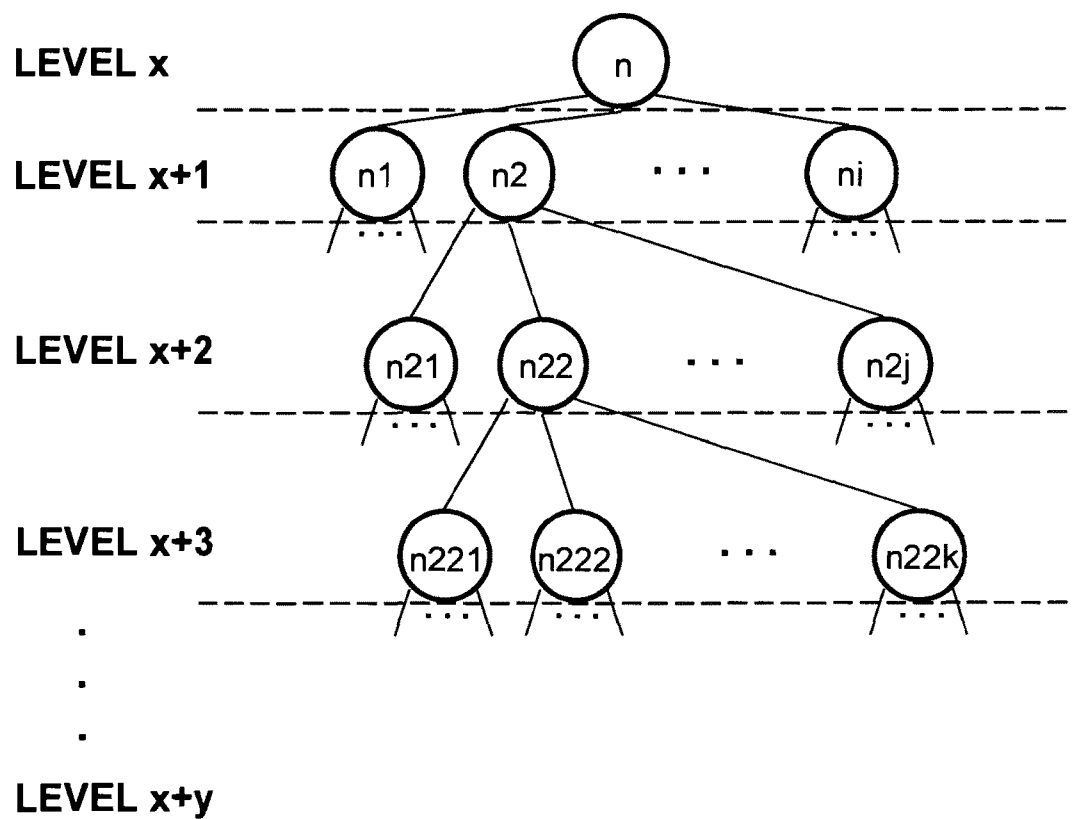 LEVEL x
n
LEVEL x+1
n1 n2 ... ni
... ...
LEVEL x+2
n21 n22 ... n2j
... ...
LEVEL x+3
n221 n222 ... n22k
... ... ...
.
.
.
LEVEL x+y